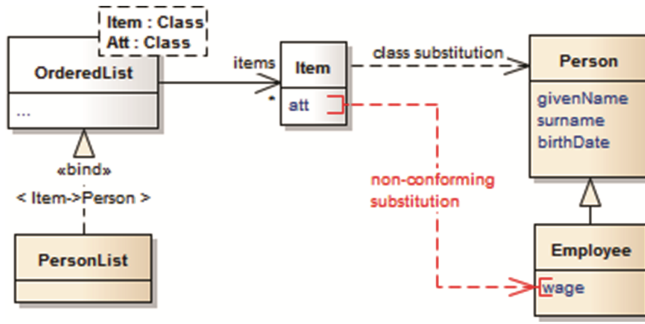 Item : Class
Att : Class
OrderedList
...
items
*
Item
att
class substitution
Person
givenName
surname
birthDate
«bind»
< Item->Person >
non-conforming
substitution
PersonList
Employee
wage